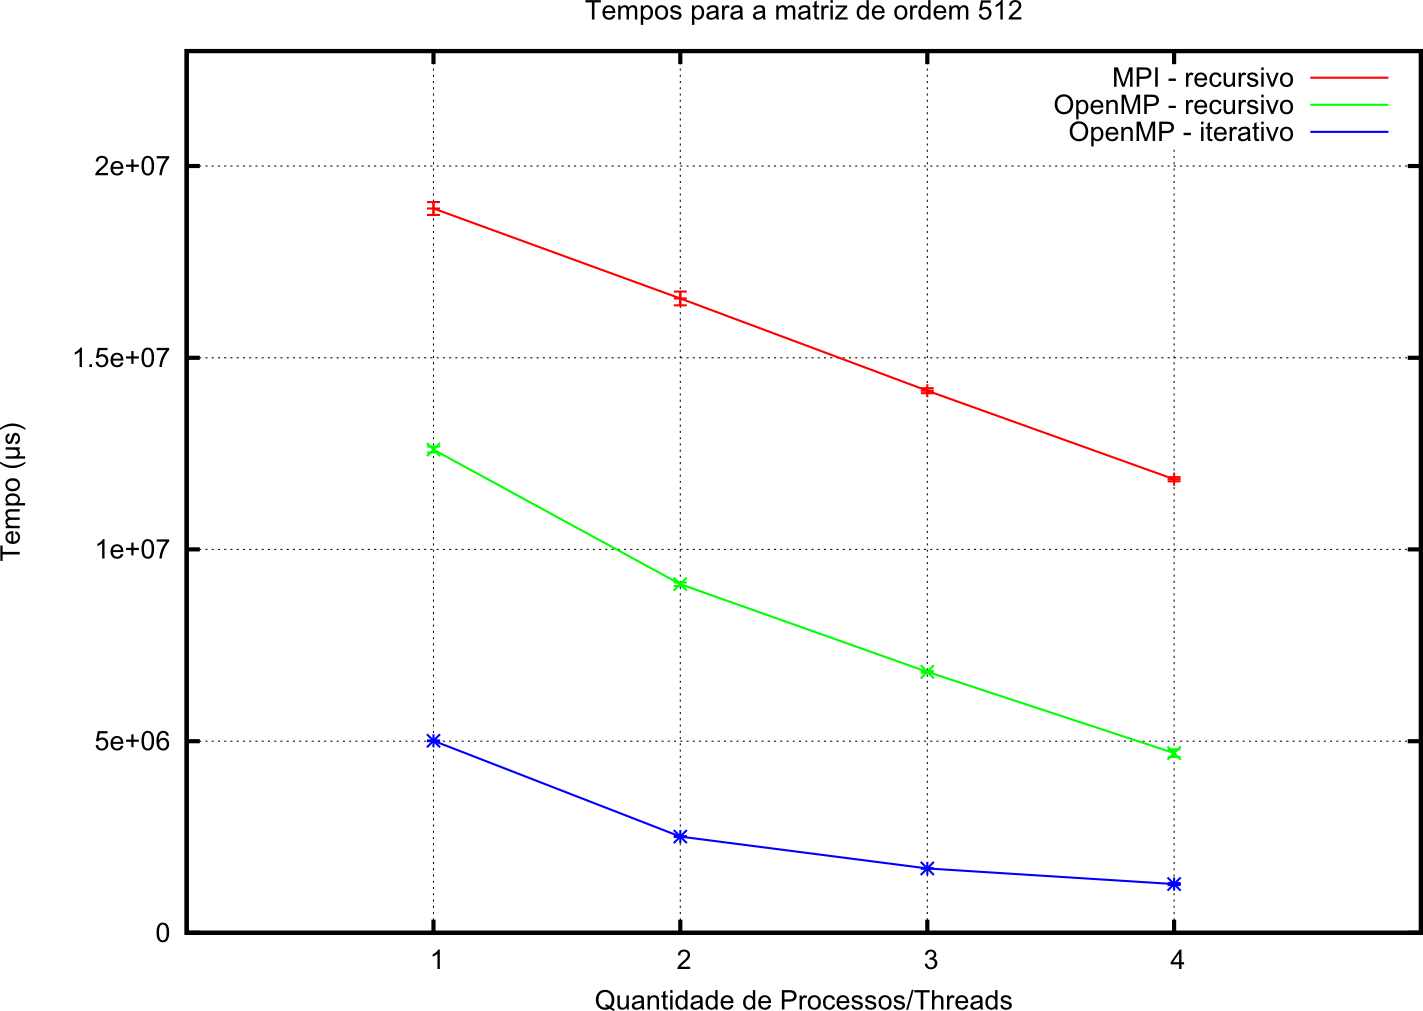 Tempos para a matriz de ordem 512
MPI - recursivo
OpenMP - recursivo
OpenMP - iterativo
2e+07
1.5e+07
1e+07
5e+06
0
Tempo (µs)
1 2 3 4
Quantidade de Processos/Threads